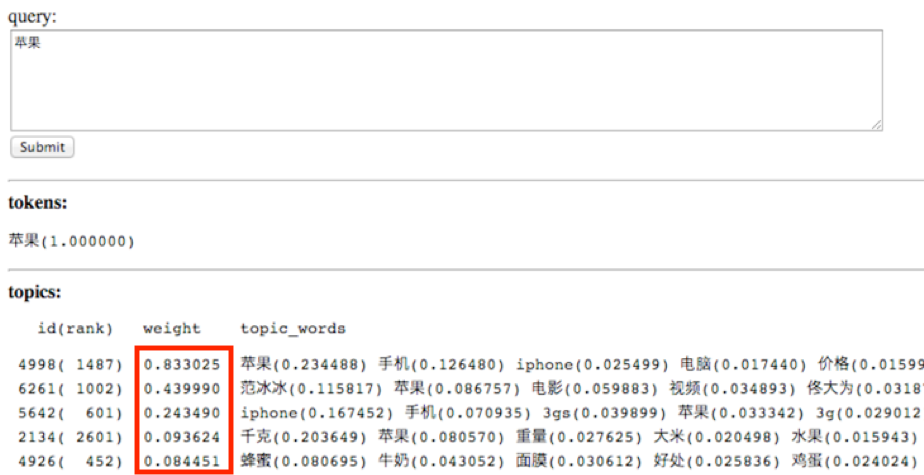 query:
苹果
Submit
tokens:
苹果(1.000000)
topics:
id(rank) weight topic_words
4998( 1487) 0.833025 苹果(0.234488) 手机(0.126480) iphone(0.025499) 电脑(0.017440) 价格(0.01599
6261( 1002) 0.439990 范冰冰(0.115817) 苹果(0.086757) 电影(0.059883) 视频(0.034893) 佟大为(0.0318
5642( 601) 0.243490 iphone(0.167452) 手机(0.070935) 3gs(0.039899) 苹果(0.033342) 3g(0.029012
2134( 2601) 0.093624 千克(0.203649) 苹果(0.080570) 重量(0.027625) 大米(0.020498) 水果(0.015943)
4926( 452) 0.084451 蜂蜜(0.080695) 牛奶(0.043052) 面膜(0.030612) 好处(0.025836) 鸡蛋(0.024024)